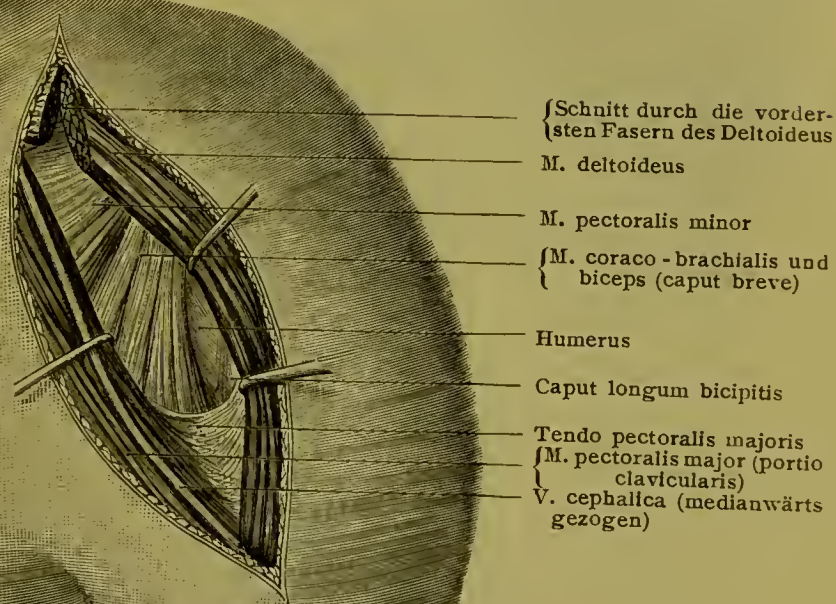 Schnitt durch die vorder-
sten Fasern des Deltoideus
M. deltoideus
M. pectoralis minor
M. coraco-brachialis und
biceps (caput breve)
Humerus
Caput longum bicipitis
Tendo pectoralis majoris
M. pectoralis major (portio
clavicularis)
V. cephalica (medianwärts
gezogen)